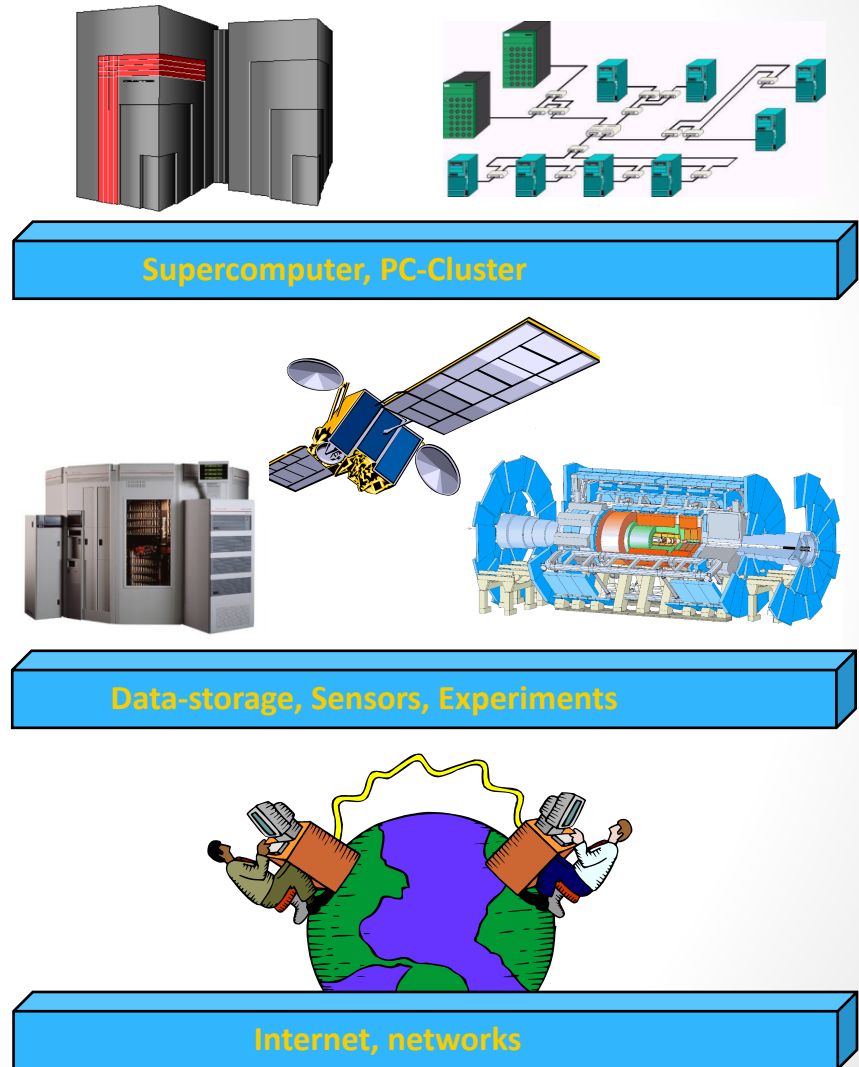 Supercomputer, PC-Cluster
Data-storage, Sensors, Experiments
Internet, networks